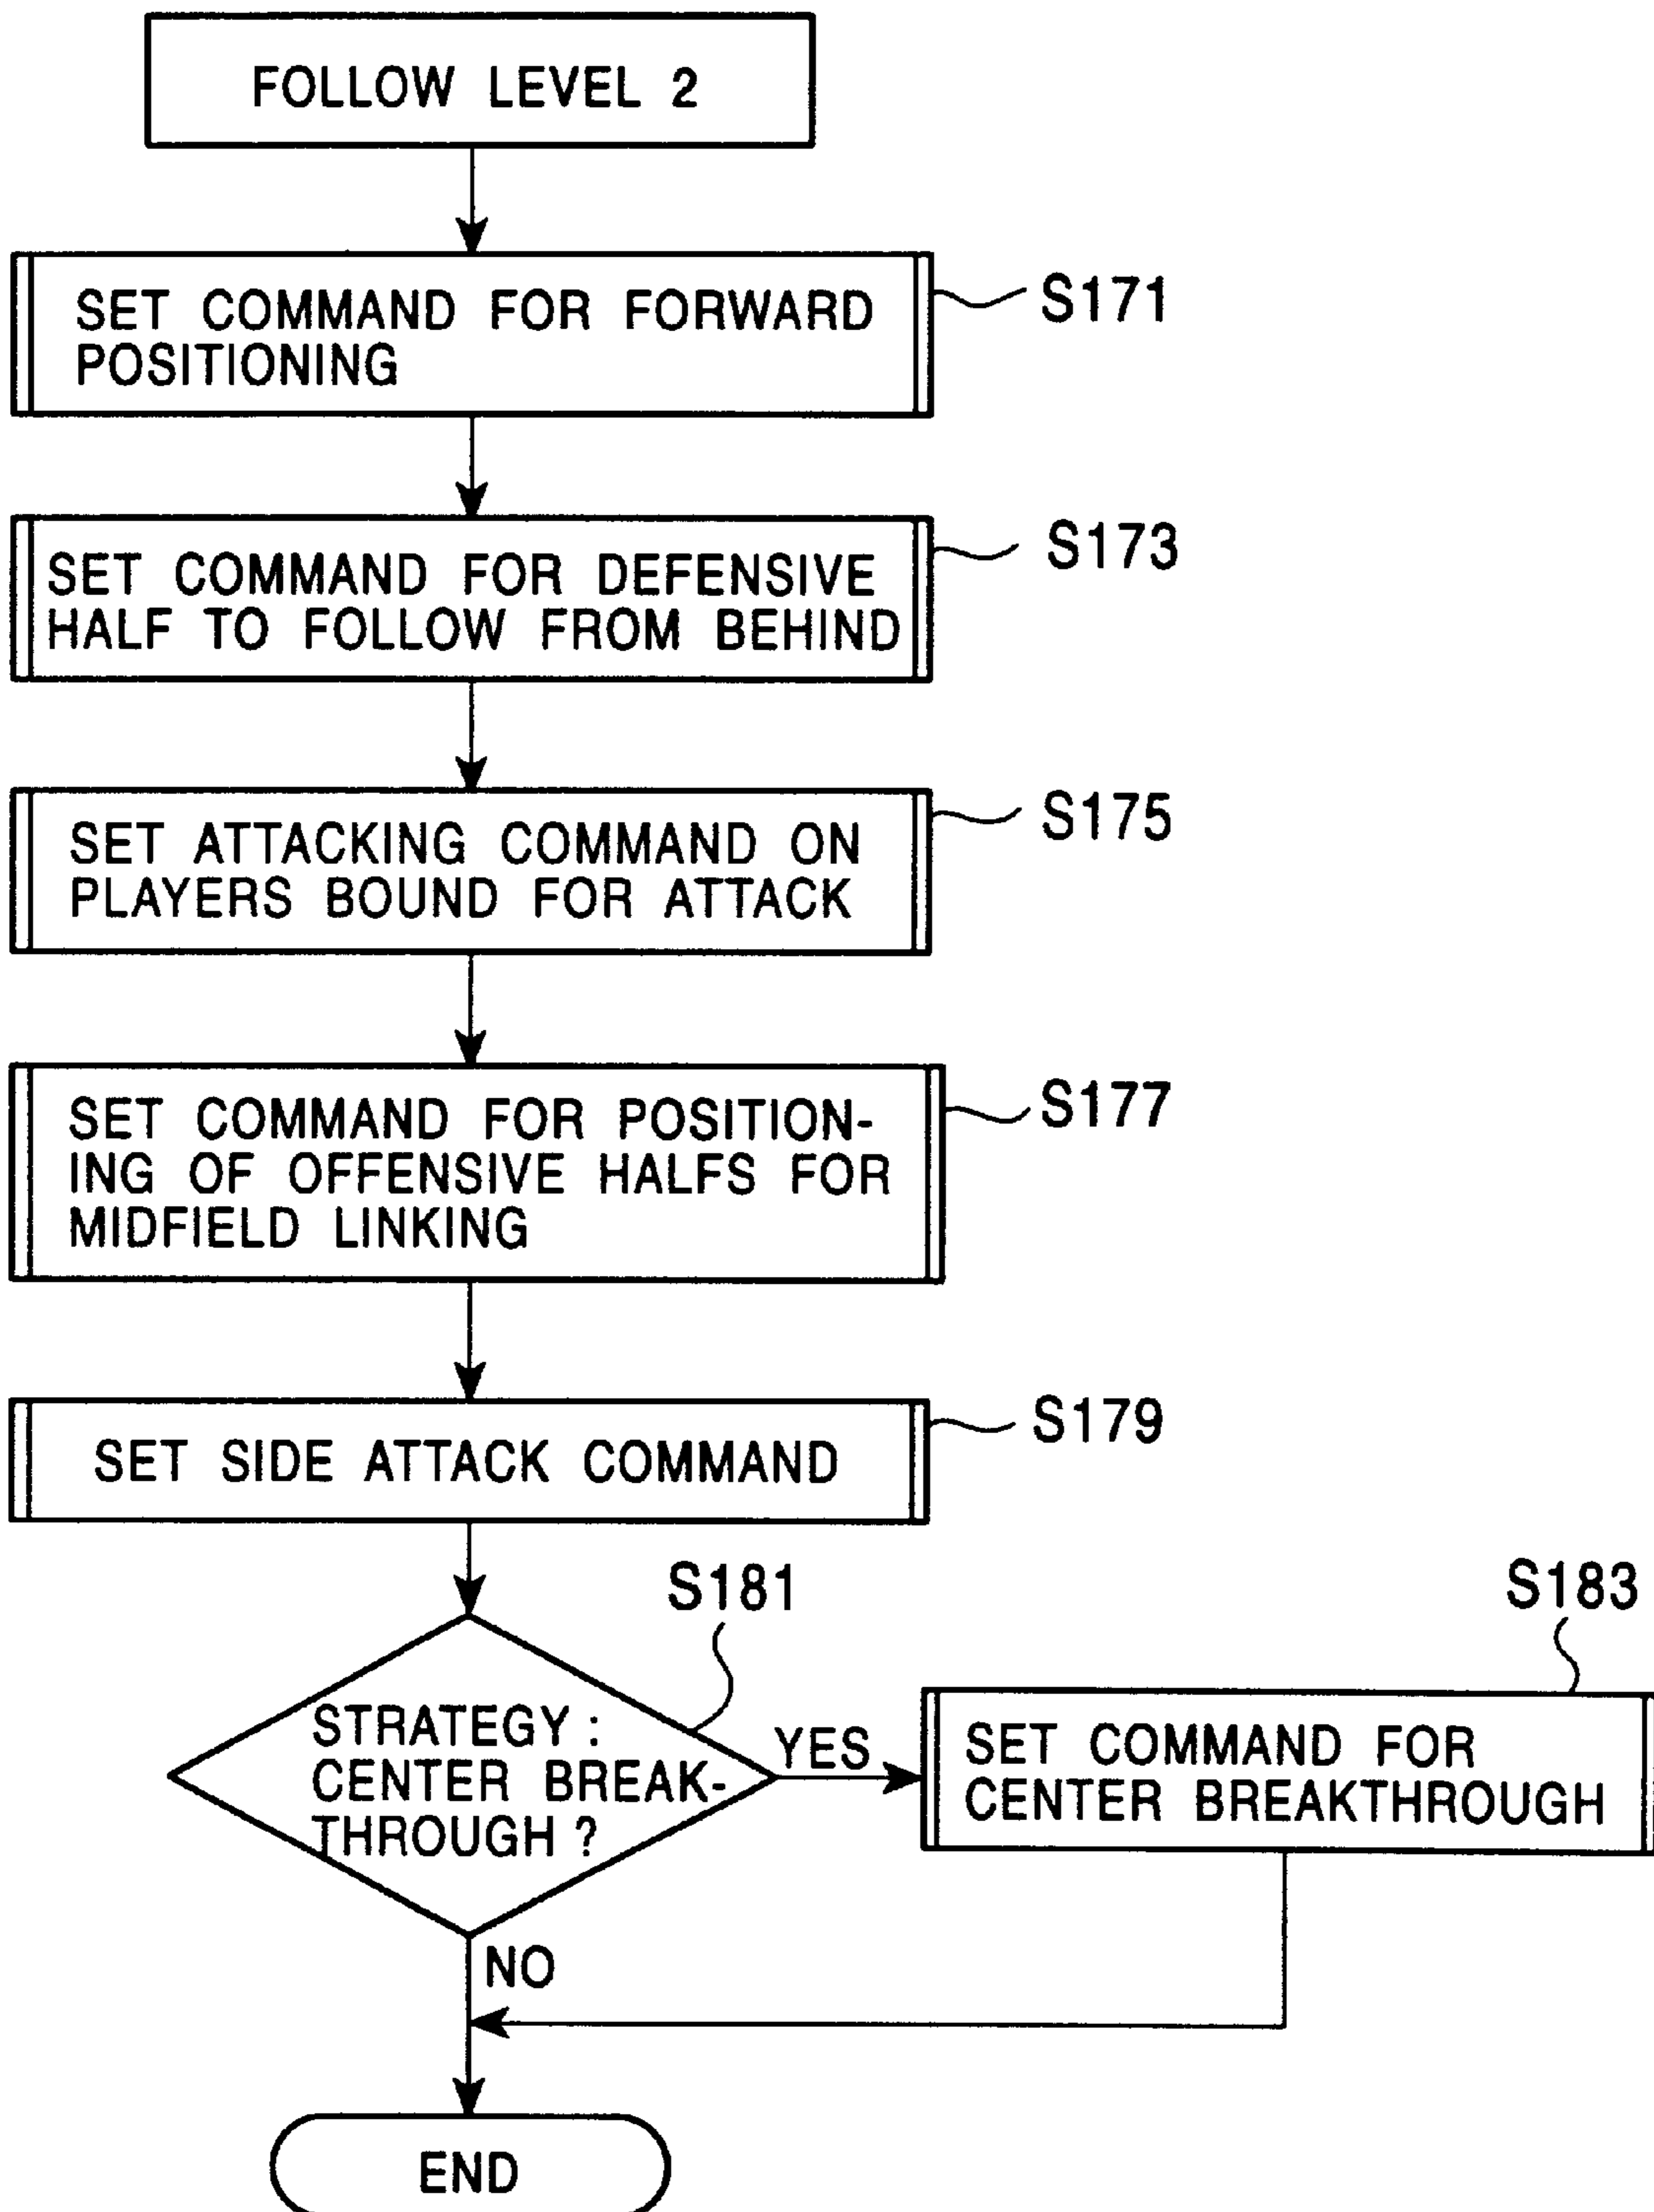 FOLLOW LEVEL 2
SET COMMAND FOR FORWARD
POSITIONING
S171
SET COMMAND FOR DEFENSIVE
HALF TO FOLLOW FROM BEHIND
S173
SET ATTACKING COMMAND ON
PLAYERS BOUND FOR ATTACK
S175
SET COMMAND FOR POSITION-
ING OF OFFENSIVE HALFS FOR
MIDFIELD LINKING
S177
SET SIDE ATTACK COMMAND
S179
S181
STRATEGY :
CENTER BREAK-
THROUGH ?
YES
S183
SET COMMAND FOR
CENTER BREAKTHROUGH
NO
END